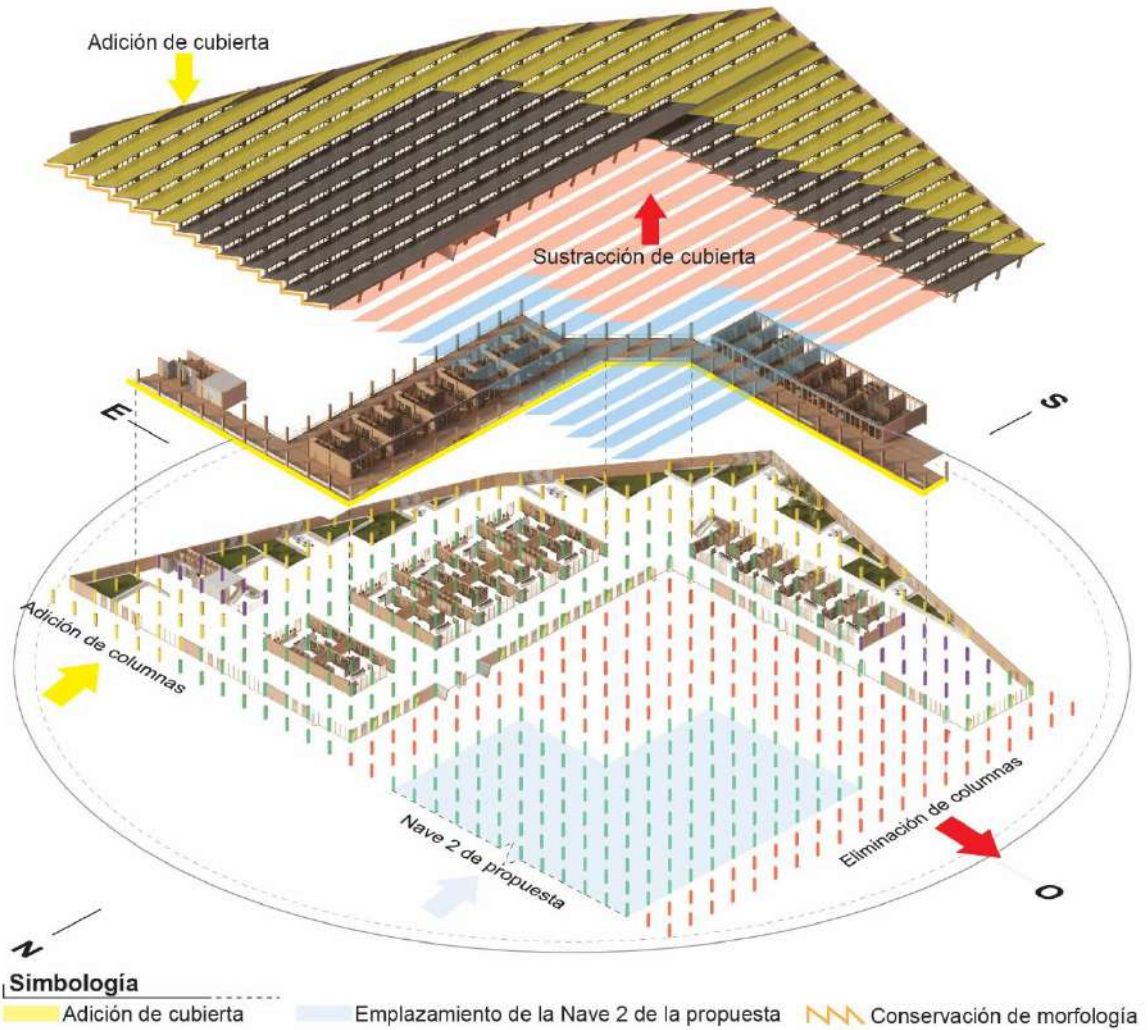 Adición de cubierta
Sustracción de cubierta
E
S
Adición de columnas
Nave 2 de propuesta
Eliminación de columnas
O
N
Simbología
Adición de cubierta
Emplazamiento de la Nave 2 de la propuesta
Conservación de morfología